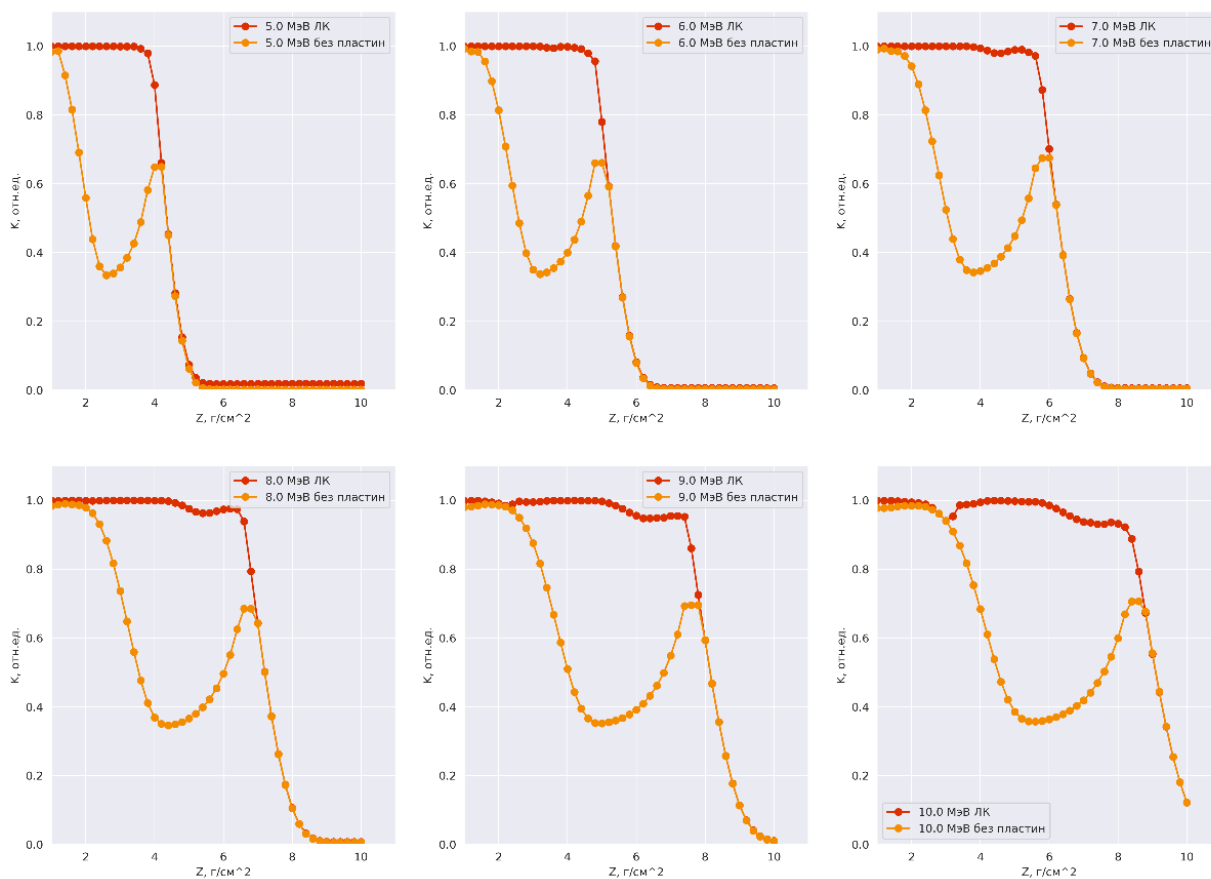 5.0 МэВ ЛК
5.0 МэВ без пластин
1.0
0.8
0.6
0.4
0.2
0.0
K, отн.ед.
2 4 6 8 10
Z, г/см^2
6.0 МэВ ЛК
6.0 МэВ без пластин
1.0
0.8
0.6
0.4
0.2
0.0
K, отн.ед.
2 4 6 8 10
Z, г/см^2
7.0 МэВ ЛК
7.0 МэВ без пластин
1.0
0.8
0.6
0.4
0.2
0.0
K, отн.ед.
2 4 6 8 10
Z, г/см^2
8.0 МэВ ЛК
8.0 МэВ без пластин
1.0
0.8
0.6
0.4
0.2
0.0
K, отн.ед.
2 4 6 8 10
Z, г/см^2
9.0 МэВ ЛК
9.0 МэВ без пластин
1.0
0.8
0.6
0.4
0.2
0.0
K, отн.ед.
2 4 6 8 10
Z, г/см^2
1.0
0.8
0.6
0.4
0.2
0.0
K, отн.ед.
10.0 МэВ ЛК
10.0 МэВ без пластин
2 4 6 8 10
Z, г/см^2